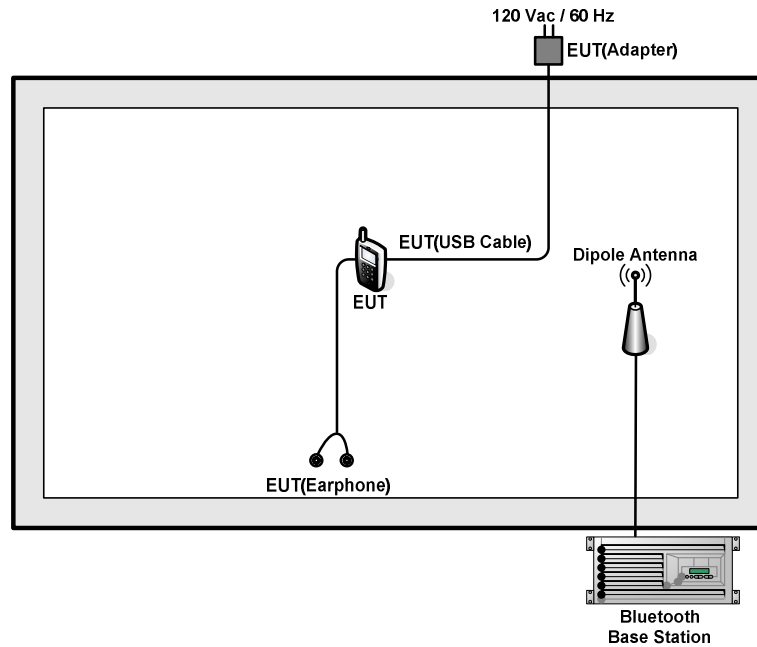 120 Vac / 60 Hz
EUT(Adapter)
EUT(USB Cable)
Dipole Antenna
EUT
EUT(Earphone)
Bluetooth
Base Station